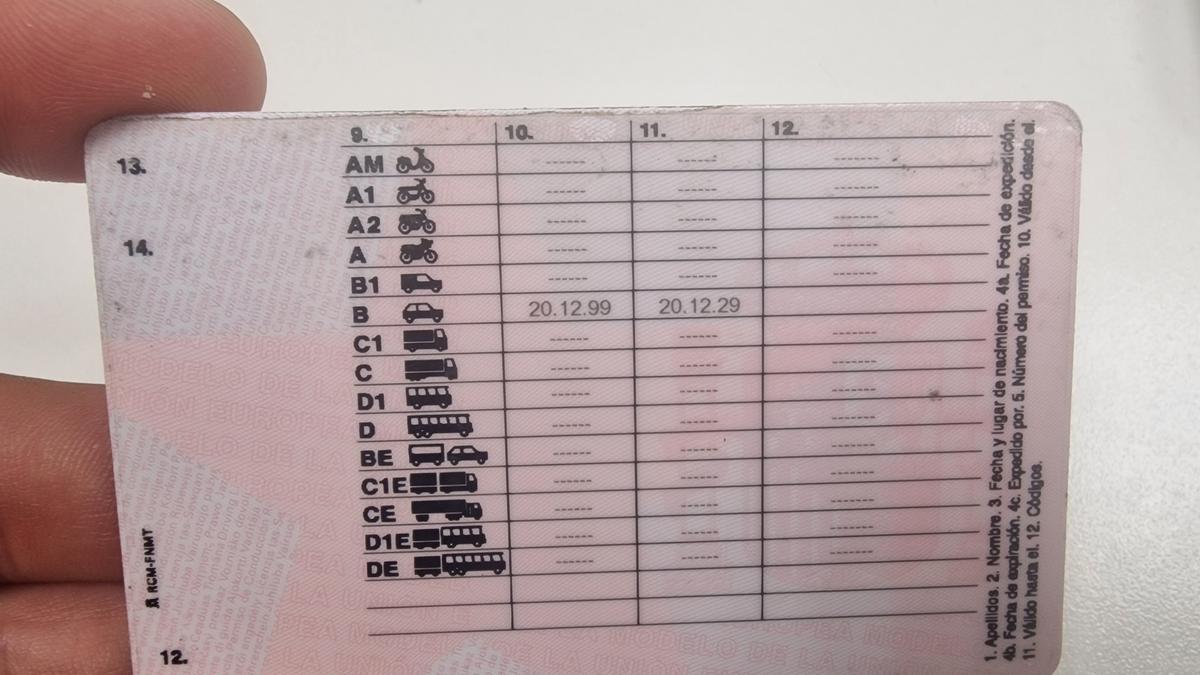 9. 10. 11. 12.
13.
AM ------ ------ ------
A1 ------ ------ ------
A2 ------ ------ ------
14.
A ------ ------ ------
B1 ------ ------ ------
B 20.12.99 20.12.29
C1 ------ ------ ------
C ------ ------ ------
D1 ------ ------ ------
D ------ ------ ------
BE ------ ------ ------
C1E ------ ------ ------
CE ------ ------ ------
D1E ------ ------ ------
DE ------ ------ ------
RCM-FNMT
12.
1. Apellidos. 2. Nombre. 3. Fecha y lugar de nacimiento. 4a. Fecha de expedición.
4b. Fecha de expiración. 4c. Expedido por. 5. Número del permiso. 10. Válido desde el.
11. Válido hasta el. 12. Códigos.